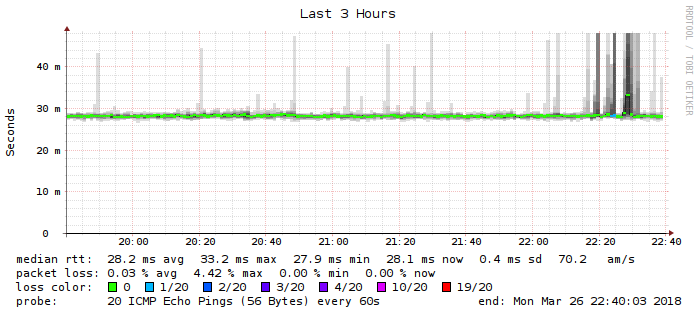 Last 3 Hours
RRDTOOL / TOBI OETIKER
Seconds
40 m
30 m
20 m
10 m
0
20:00 20:20 20:40 21:00 21:20 21:40 22:00 22:20 22:40
median rtt: 28.2 ms avg 33.2 ms max 27.9 ms min 28.1 ms now 0.4 ms sd 70.2 am/s
packet loss: 0.03 % avg 4.42 % max 0.00 % min 0.00 % now
loss color: 0 1/20 2/20 3/20 4/20 10/20 19/20
probe: 20 ICMP Echo Pings (56 Bytes) every 60s end: Mon Mar 26 22:40:03 2018